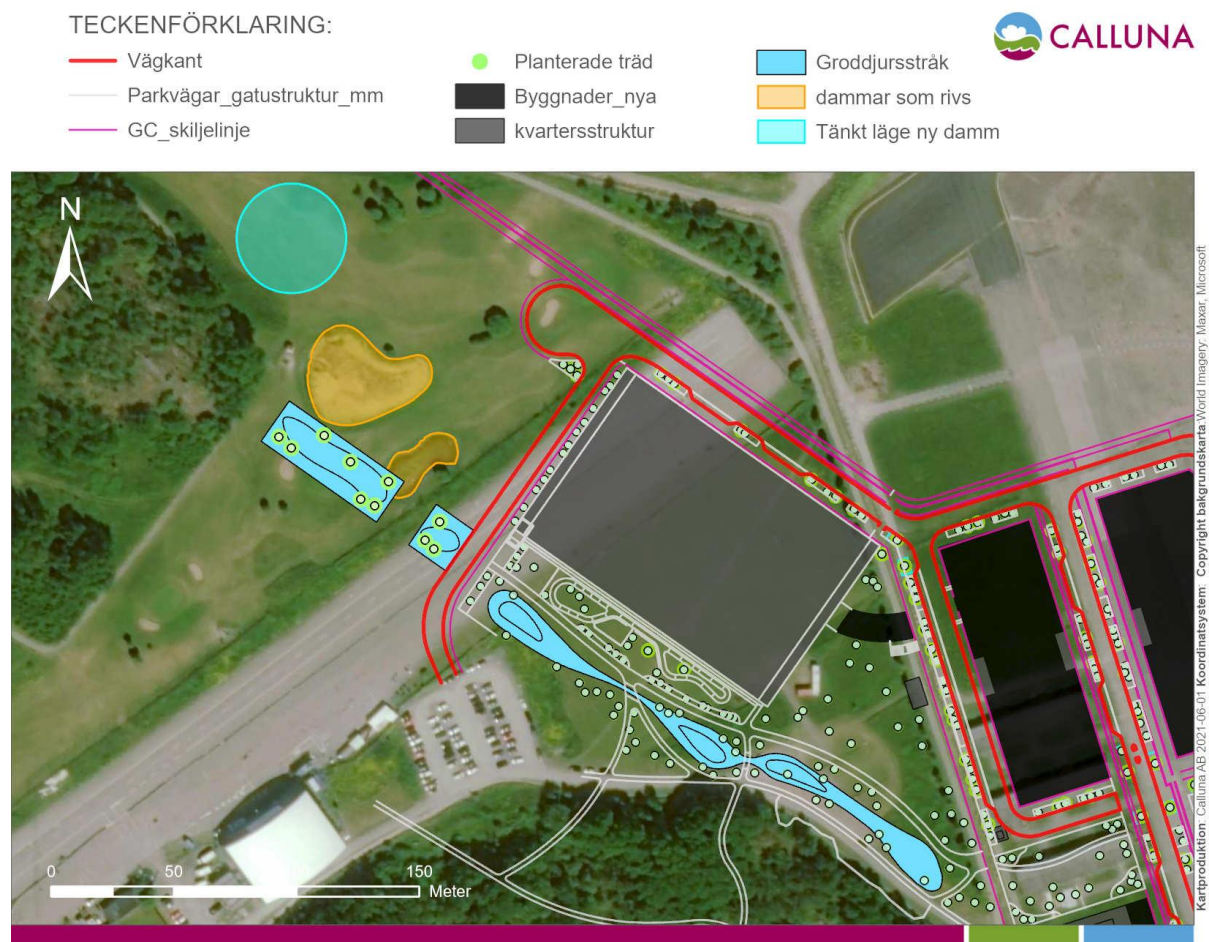 TECKENFÖRKLARING:
Vägkant
Parkvägar_gatustruktur_mm
GC_skiljelinje
Planterade träd
Byggnader_nya
kvartersstruktur
Groddjursstråk
dammar som rivs
Tänkt läge ny damm
CALLUNA
N
0 50 150
Meter
Kartproduktion: Calluna AB 2021-06-01 Koordinatsystem: Copyright bakgrundskarta World Imagery: Maxar, Microsoft